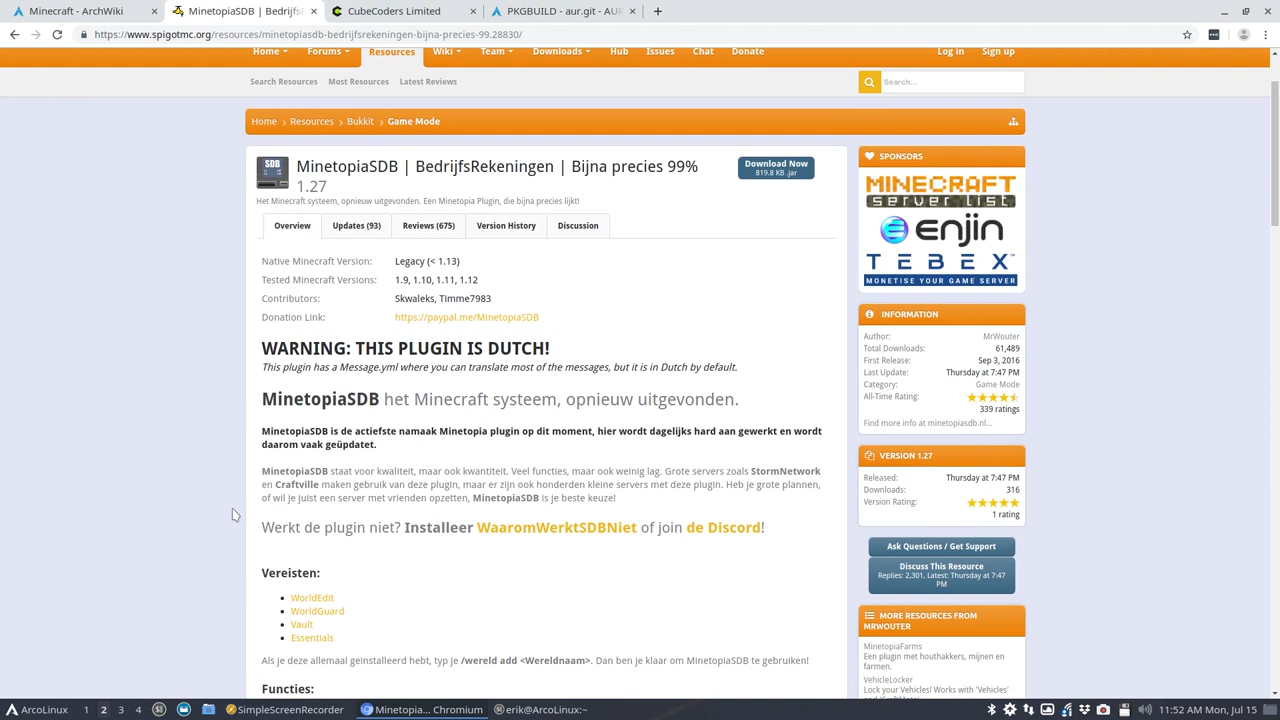 Minecraft - ArchWiki
MinetopiaSDB | Bedrijfs
CubeCoders Limited
PKGBUILD - aur.git - AUR
https://www.spigotmc.org/resources/minetopiasdb-bedrijfsrekeningen-bijna-precies-99.28830/
Home Forums Resources Wiki Team Downloads Hub Issues Chat Donate Log in Sign up
Search Resources Most Resources Latest Reviews
Search...
Home > Resources > Bukkit > Game Mode
SDB
MinetopiaSDB | BedrijfsRekeningen | Bijna precies 99%
1.27
Download Now
819.8 KB .jar
Het Minecraft systeem, opnieuw uitgevonden. Een Minetopia Plugin, die bijna precies lijkt!
Overview Updates (93) Reviews (675) Version History Discussion
Native Minecraft Version: Legacy (< 1.13)
Tested Minecraft Versions: 1.9, 1.10, 1.11, 1.12
Contributors: Skwaleks, Timme7983
Donation Link: https://paypal.me/MinetopiaSDB
WARNING: THIS PLUGIN IS DUTCH!
This plugin has a Message.yml where you can translate most of the messages, but it is in Dutch by default.
MinetopiaSDB het Minecraft systeem, opnieuw uitgevonden.
MinetopiaSDB is de actiefste namaak Minetopia plugin op dit moment, hier wordt dagelijks hard aan gewerkt en wordt
daarom vaak geüpdatet.
MinetopiaSDB staat voor kwaliteit, maar ook kwantiteit. Veel functies, maar ook weinig lag. Grote servers zoals StormNetwork
en Craftville maken gebruik van deze plugin, maar er zijn ook honderden kleine servers met deze plugin. Heb je grote plannen,
of wil je juist een server met vrienden opzetten, MinetopiaSDB is je beste keuze!
Werkt de plugin niet? Installeer WaaromWerktSDBNiet of join de Discord!
Vereisten:
WorldEdit
WorldGuard
Vault
Essentials
Als je deze allemaal geïnstalleerd hebt, typ je /wereld add <Wereldnaam>. Dan ben je klaar om MinetopiaSDB te gebruiken!
Functies:
SPONSORS
MINECRAFT
server list
enjin
TEBEX™
MONETISE YOUR GAME SERVER
INFORMATION
Author: MrWouter
Total Downloads: 61,489
First Release: Sep 3, 2016
Last Update: Thursday at 7:47 PM
Category: Game Mode
All-Time Rating:
339 ratings
Find more info at minetopiasdb.nl...
VERSION 1.27
Released: Thursday at 7:47 PM
Downloads: 316
Version Rating:
1 rating
Ask Questions / Get Support
Discuss This Resource
Replies: 2,301, Latest: Thursday at 7:47
PM
MORE RESOURCES FROM
MRWOUTER
MinetopiaFarms
Een plugin met houthakkers, mijnen en
farmen.
VehicleLocker
Lock your Vehicles! Works with 'Vehicles'
ArcoLinux 1 2 3 4 SimpleScreenRecorder Minetopia... Chromium erik@ArcoLinux:~ 11:52 AM Mon, Jul 15